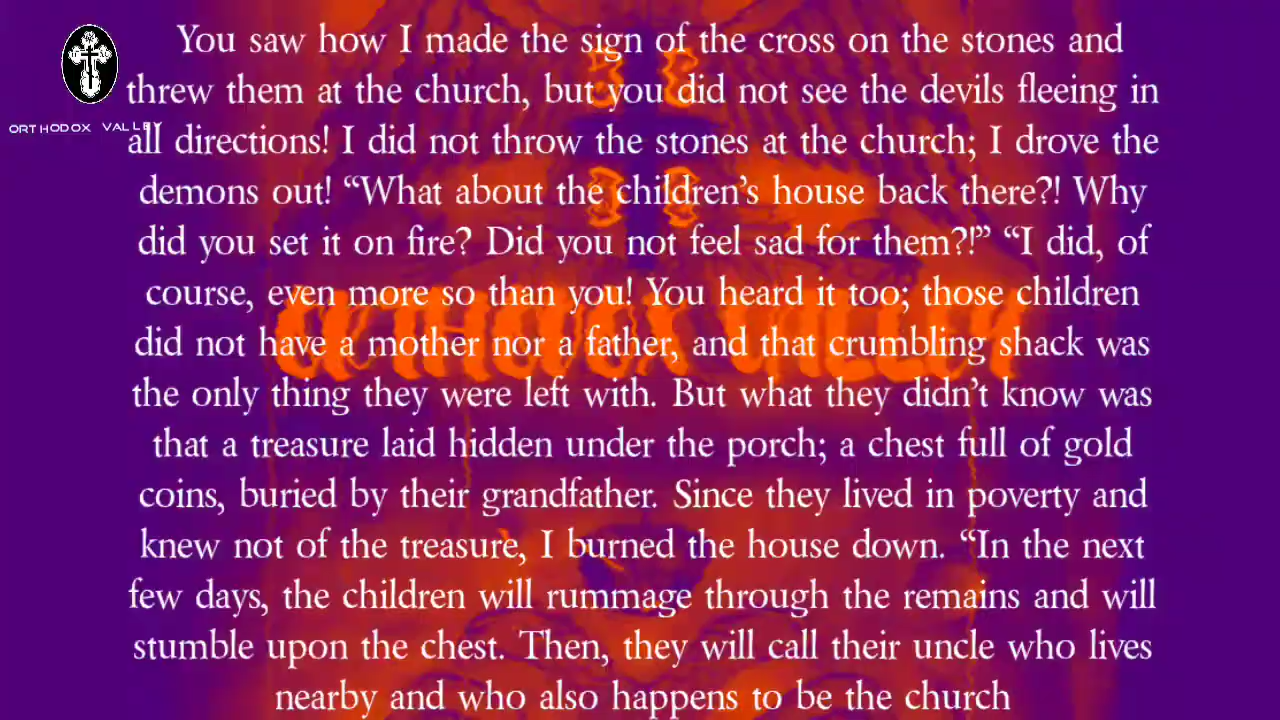 You saw how I made the sign of the cross on the stones and
threw them at the church, but you did not see the devils fleeing in
ORTHODOX VALLEY
all directions! I did not throw the stones at the church; I drove the
demons out! “What about the children’s house back there?! Why
did you set it on fire? Did you not feel sad for them?!” “I did, of
course, even more so than you! You heard it too; those children
did not have a mother nor a father, and that crumbling shack was
the only thing they were left with. But what they didn’t know was
that a treasure laid hidden under the porch; a chest full of gold
coins, buried by their grandfather. Since they lived in poverty and
knew not of the treasure, I burned the house down. “In the next
few days, the children will rummage through the remains and will
stumble upon the chest. Then, they will call their uncle who lives
nearby and who also happens to be the church